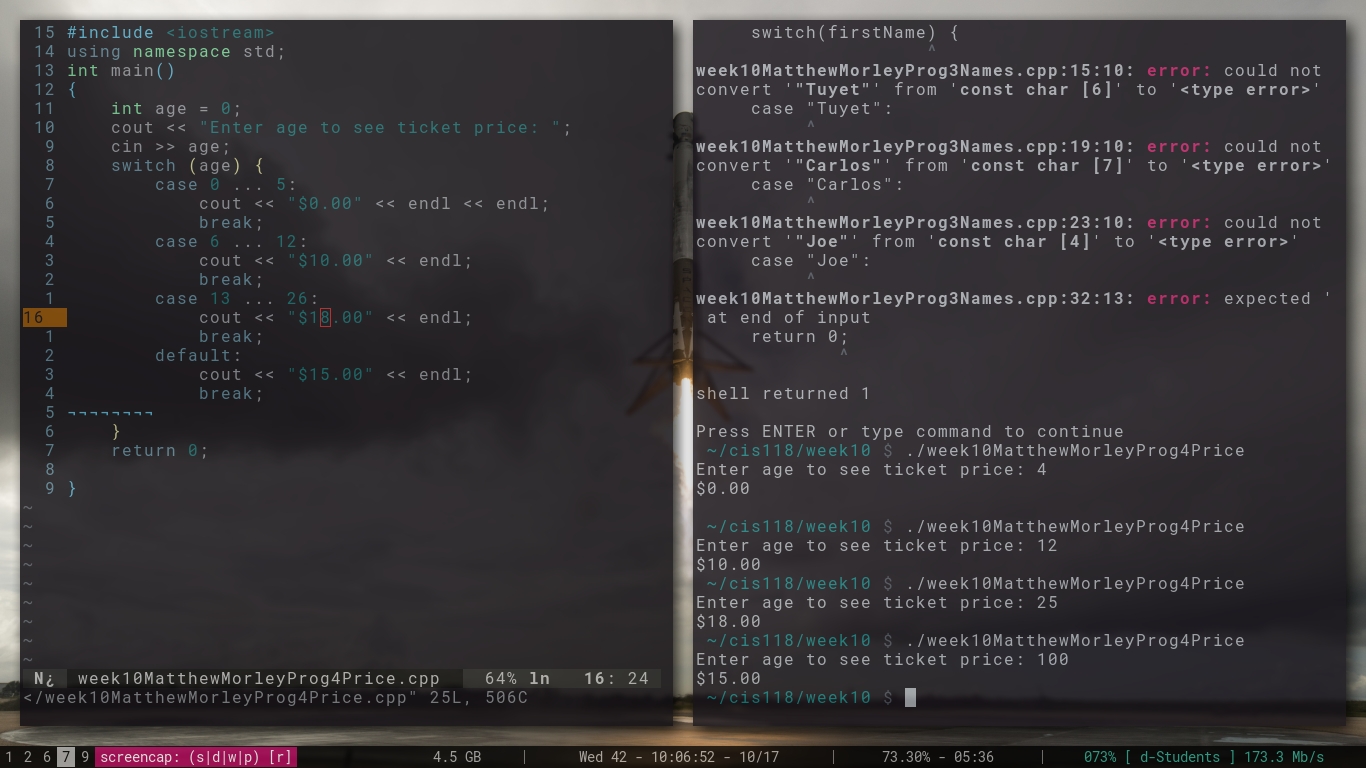 15 #include <iostream>
14 using namespace std;
13 int main()
12 {
11     int age = 0;
10     cout << "Enter age to see ticket price: ";
 9     cin >> age;
 8     switch (age) {
 7         case 0 ... 5:
 6             cout << "$0.00" << endl << endl;
 5             break;
 4         case 6 ... 12:
 3             cout << "$10.00" << endl;
 2             break;
 1         case 13 ... 26:
16             cout << "$18.00" << endl;
 1             break;
 2         default:
 3             cout << "$15.00" << endl;
 4             break;
 5 ¬¬¬¬¬¬¬¬
 6     }
 7     return 0;
 8
 9 }
~
~
~
~
~
~
~
~
~
N¿ week10MatthewMorleyProg4Price.cpp 64% ln 16: 24
</week10MatthewMorleyProg4Price.cpp" 25L, 506C
     switch(firstName) {
                     ^
week10MatthewMorleyProg3Names.cpp:15:10: error: could not
convert '"Tuyet"' from 'const char [6]' to '<type error>'
     case "Tuyet":
          ^
week10MatthewMorleyProg3Names.cpp:19:10: error: could not
convert '"Carlos"' from 'const char [7]' to '<type error>'
     case "Carlos":
          ^
week10MatthewMorleyProg3Names.cpp:23:10: error: could not
convert '"Joe"' from 'const char [4]' to '<type error>'
     case "Joe":
          ^
week10MatthewMorleyProg3Names.cpp:32:13: error: expected '
 at end of input
     return 0;
             ^
shell returned 1
Press ENTER or type command to continue
 ~/cis118/week10 $ ./week10MatthewMorleyProg4Price
Enter age to see ticket price: 4
$0.00
 ~/cis118/week10 $ ./week10MatthewMorleyProg4Price
Enter age to see ticket price: 12
$10.00
 ~/cis118/week10 $ ./week10MatthewMorleyProg4Price
Enter age to see ticket price: 25
$18.00
 ~/cis118/week10 $ ./week10MatthewMorleyProg4Price
Enter age to see ticket price: 100
$15.00
 ~/cis118/week10 $
1 2 6 7 9 screencap: (s|d|w|p) [r] 4.5 GB | Wed 42 - 10:06:52 - 10/17 | 73.30% - 05:36 | 073% [ d-Students ] 173.3 Mb/s